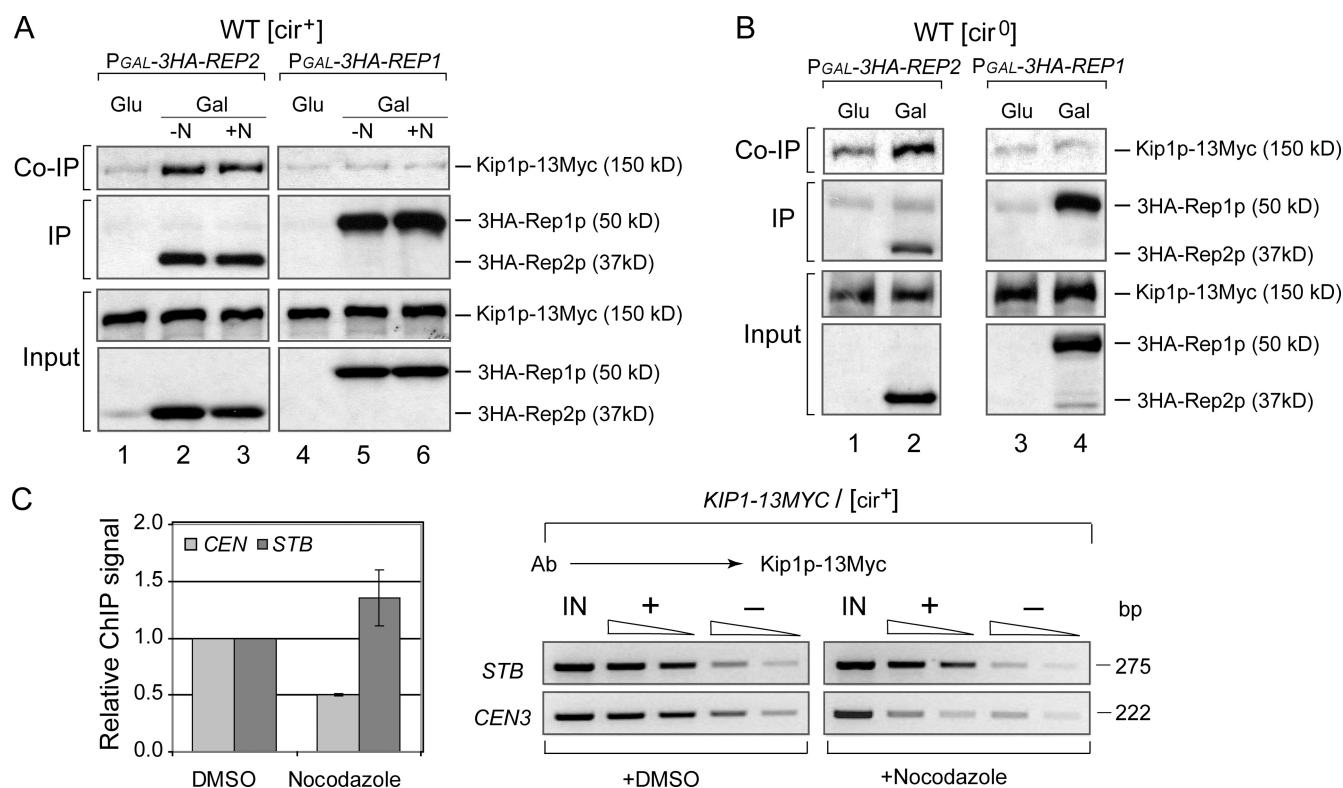 A
WT [cir+]
PGAL-3HA-REP2 PGAL-3HA-REP1
Glu Gal Glu Gal
-N +N -N +N
Co-IP
Kip1p-13Myc (150 kD)
IP
3HA-Rep1p (50 kD)
3HA-Rep2p (37kD)
Input
Kip1p-13Myc (150 kD)
3HA-Rep1p (50 kD)
3HA-Rep2p (37kD)
1 2 3 4 5 6
B
WT [cir0]
PGAL-3HA-REP2 PGAL-3HA-REP1
Glu Gal Glu Gal
Co-IP
Kip1p-13Myc (150 kD)
IP
3HA-Rep1p (50 kD)
3HA-Rep2p (37kD)
Input
Kip1p-13Myc (150 kD)
3HA-Rep1p (50 kD)
3HA-Rep2p (37kD)
1 2 3 4
C
Relative ChIP signal
2.0
1.5
1.0
0.5
0.0
CEN STB
DMSO Nocodazole
KIP1-13MYC / [cir+]
Ab Kip1p-13Myc
IN + – IN + – bp
STB 275
CEN3 222
+DMSO +Nocodazole